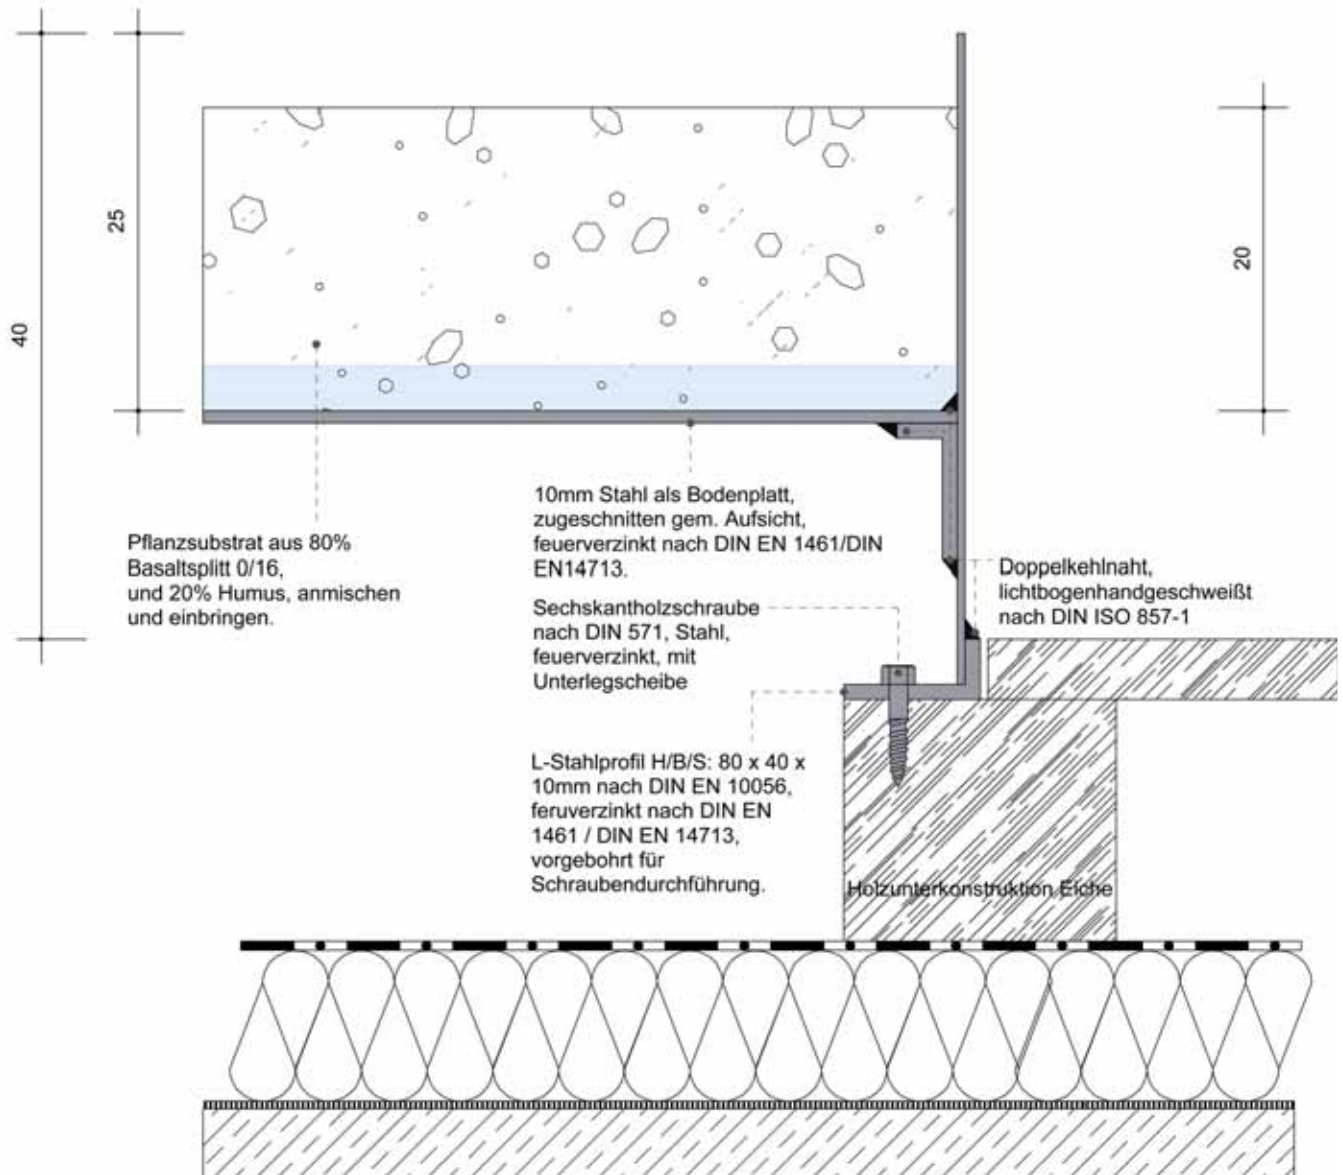 25
40
20
10mm Stahl als Bodenplatt,
zugeschnitten gem. Aufsicht,
feuerverzinkt nach DIN EN 1461/DIN
EN14713.
Pflanzsubstrat aus 80%
Basaltsplitt 0/16,
und 20% Humus, anmischen
und einbringen.
Doppelkehlnaht,
lichtbogenhandgeschweißt
nach DIN ISO 857-1
Sechskantholzschraube
nach DIN 571, Stahl,
feuerverzinkt, mit
Unterlegscheibe
L-Stahlprofil H/B/S: 80 x 40 x
10mm nach DIN EN 10056,
feruverzinkt nach DIN EN
1461 / DIN EN 14713,
vorgebohrt für
Schraubendurchführung.
Holzunterkonstruktion Eiche